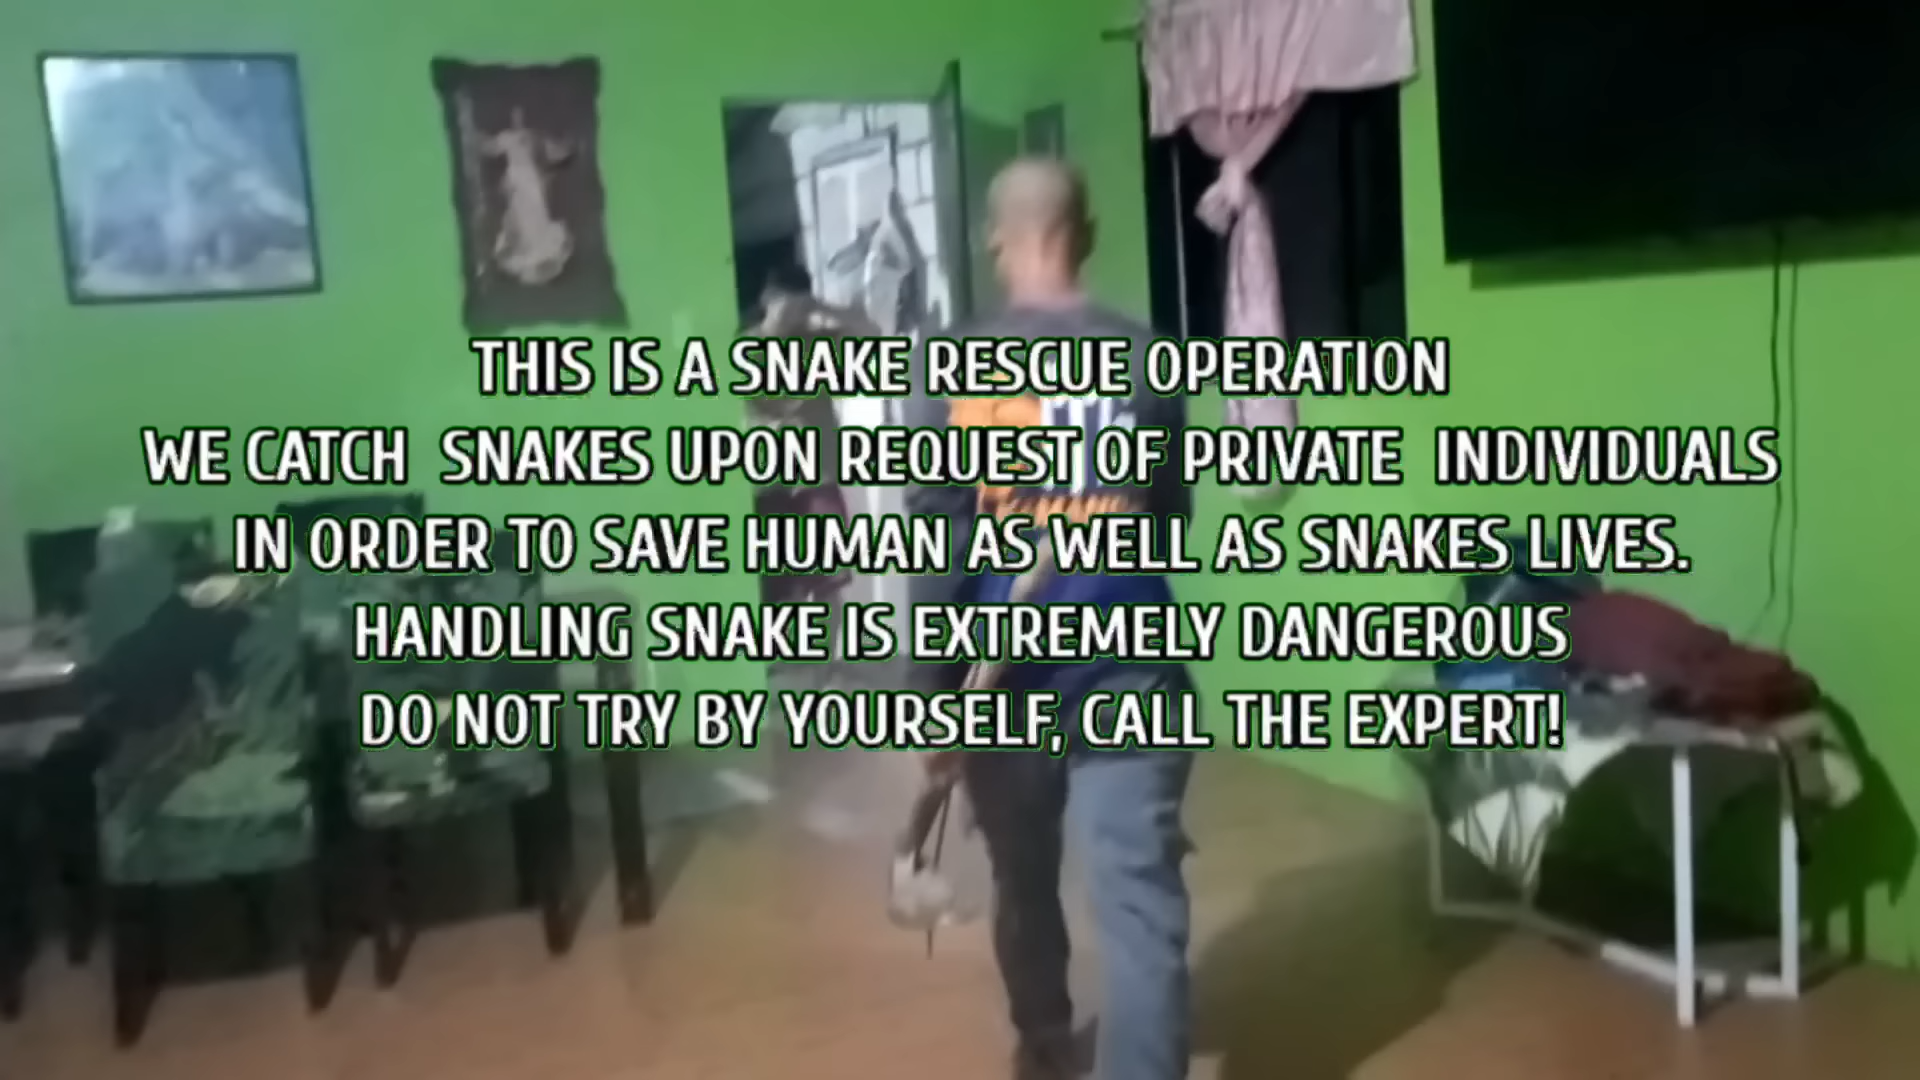 THIS IS A SNAKE RESCUE OPERATION
WE CATCH  SNAKES UPON REQUEST OF PRIVATE  INDIVIDUALS
IN ORDER TO SAVE HUMAN AS WELL AS SNAKES LIVES.
HANDLING SNAKE IS EXTREMELY DANGEROUS
DO NOT TRY BY YOURSELF, CALL THE EXPERT!